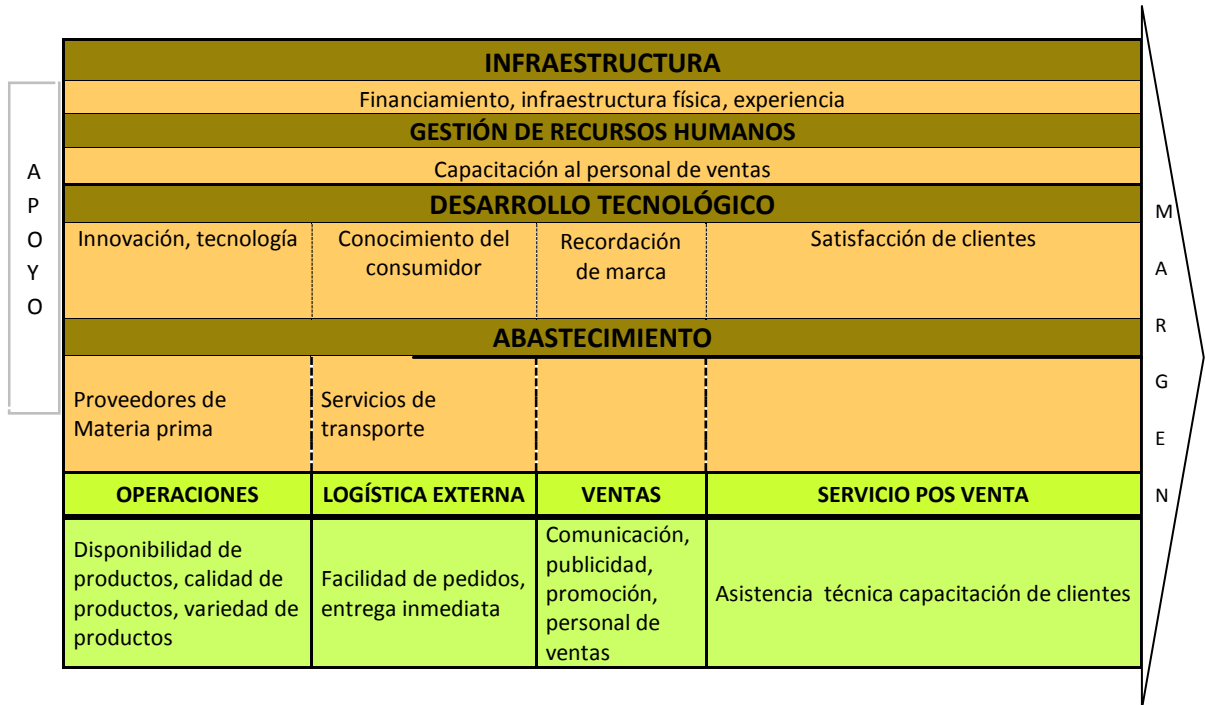 INFRAESTRUCTURA
Financiamiento, infraestructura física, experiencia
GESTIÓN DE RECURSOS HUMANOS
Capacitación al personal de ventas
DESARROLLO TECNOLÓGICO
Innovación, tecnología
Conocimiento del
consumidor
Recordación
de marca
Satisfacción de clientes
ABASTECIMIENTO
Proveedores de
Materia prima
Servicios de
transporte
OPERACIONES
LOGÍSTICA EXTERNA
VENTAS
SERVICIO POS VENTA
Disponibilidad de
productos, calidad de
productos, variedad de
productos
Facilidad de pedidos,
entrega inmediata
Comunicación,
publicidad,
promoción,
personal de
ventas
Asistencia técnica capacitación de clientes
A
P
O
Y
O
M
A
R
G
E
N